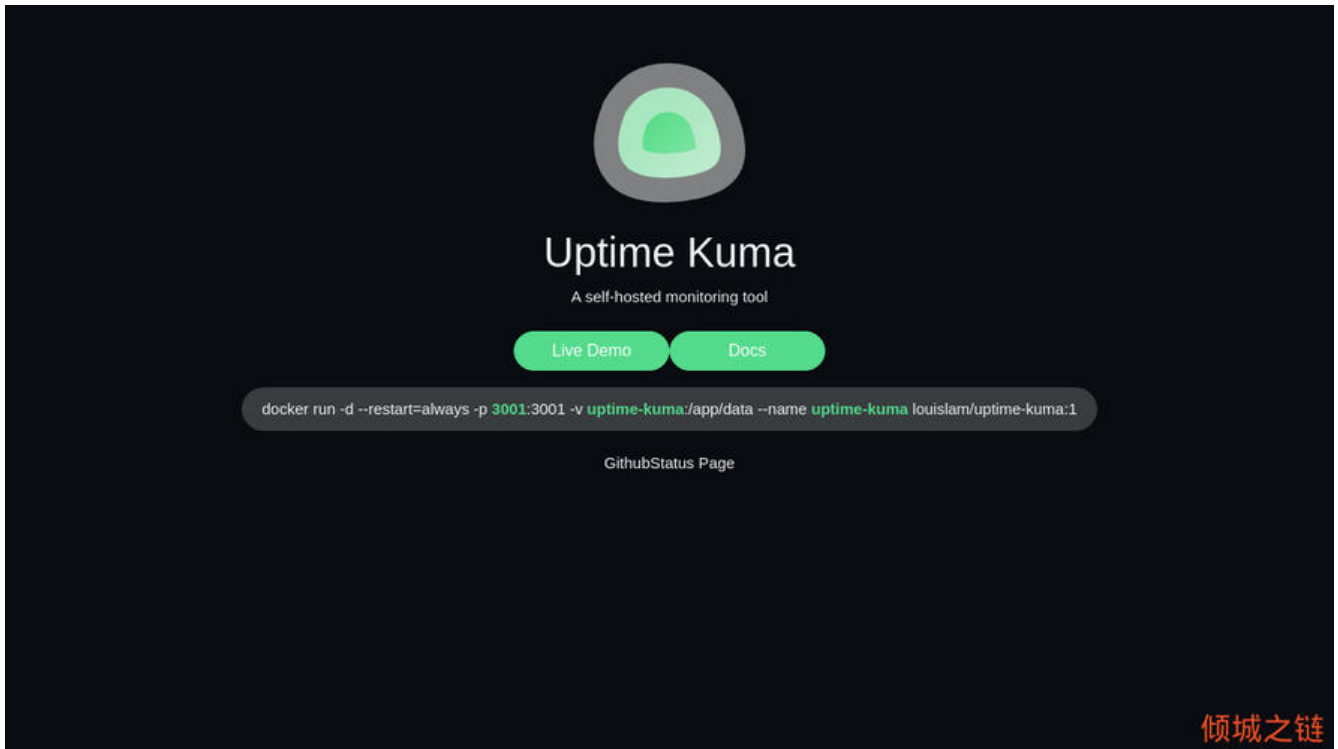 Uptime Kuma
A self-hosted monitoring tool
Live Demo Docs
docker run -d --restart=always -p 3001:3001 -v uptime-kuma:/app/data --name uptime-kuma louislam/uptime-kuma:1
GithubStatus Page
倾城之链